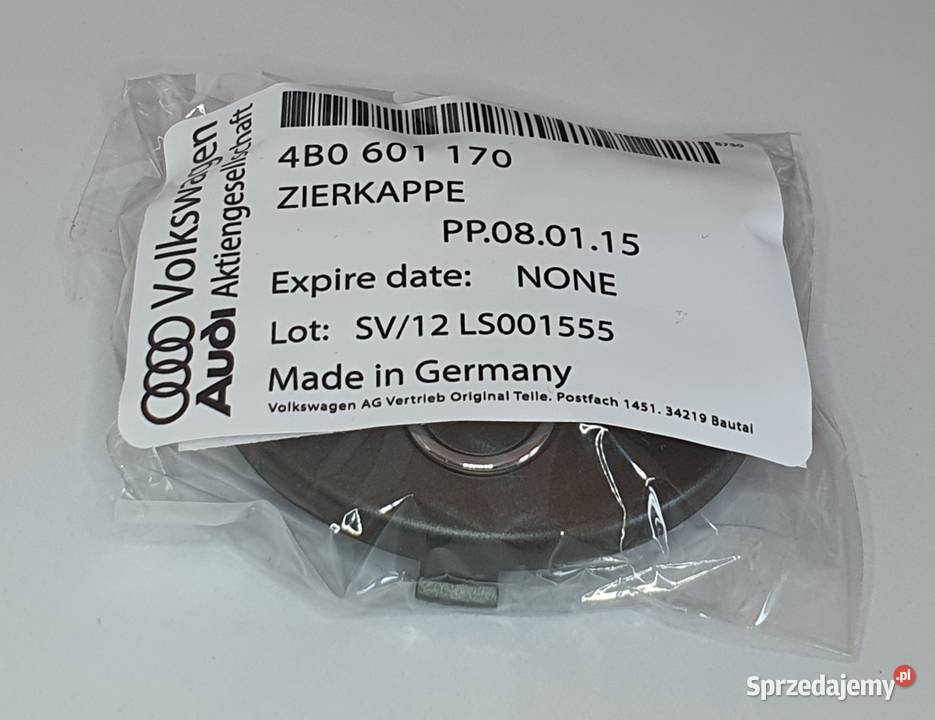 Volkswagen
Audi Aktiengesellschaft
4B0 601 170
ZIERKAPPE
PP.08.01.15
Expire date: NONE
Lot: SV/12 LS001555
Made in Germany
Volkswagen AG Vertrieb Original Teile. Postfach 1451. 34219 Bautal
8730
Sprzedajemy.pl